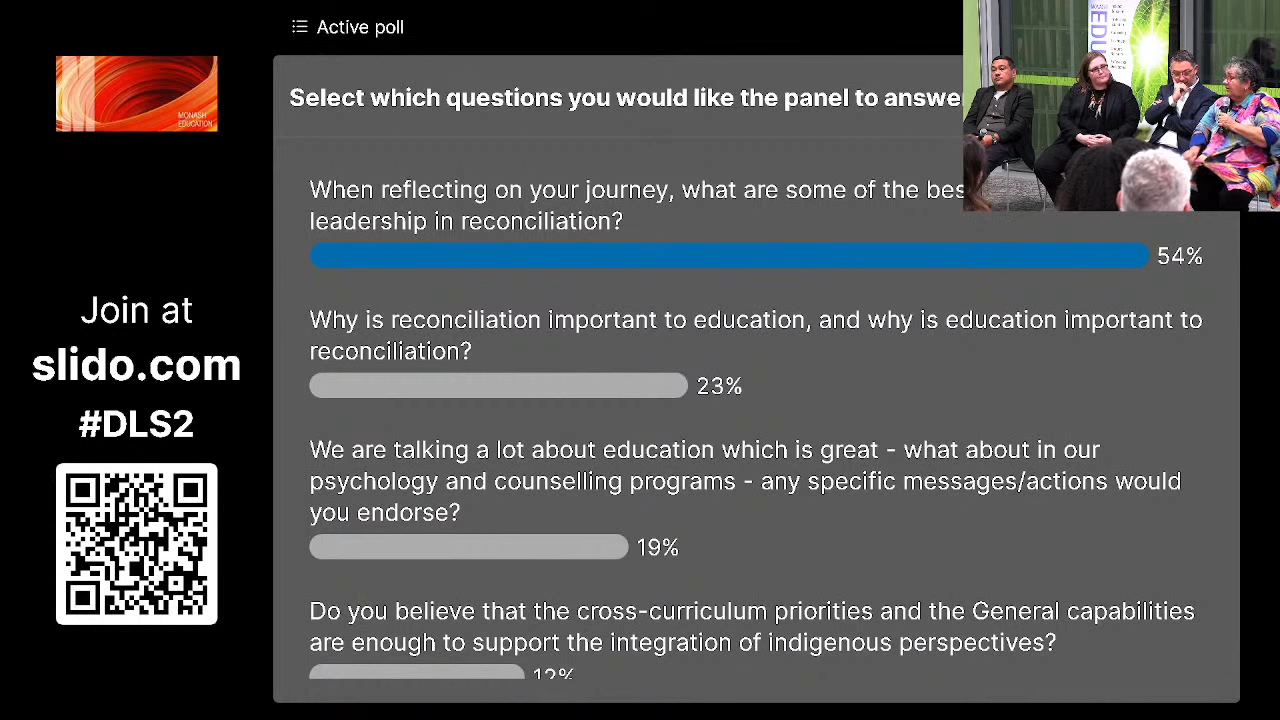 Active poll
MONASH
EDUCATION
Select which questions you would like the panel to
When reflecting on your journey, what are some of the
leadership in reconciliation?
54%
Why is reconciliation important to education, and why is education important to
reconciliation?
23%
Join at
slido.com
#DLS2
We are talking a lot about education which is great - what about in our
psychology and counselling programs - any specific messages/actions would
you endorse?
19%
Do you believe that the cross-curriculum priorities and the General capabilities
are enough to support the integration of indigenous perspectives?
12%
MONASH
EDU